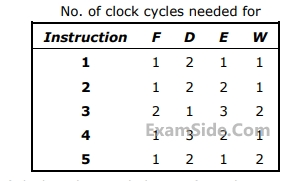 No. of clock cycles needed for
Instruction F D E W
1 1 2 1 1
2 1 2 2 1
3 2 1 3 2
ExamSide.Com
4 1 3 2 1
5 1 2 1 2